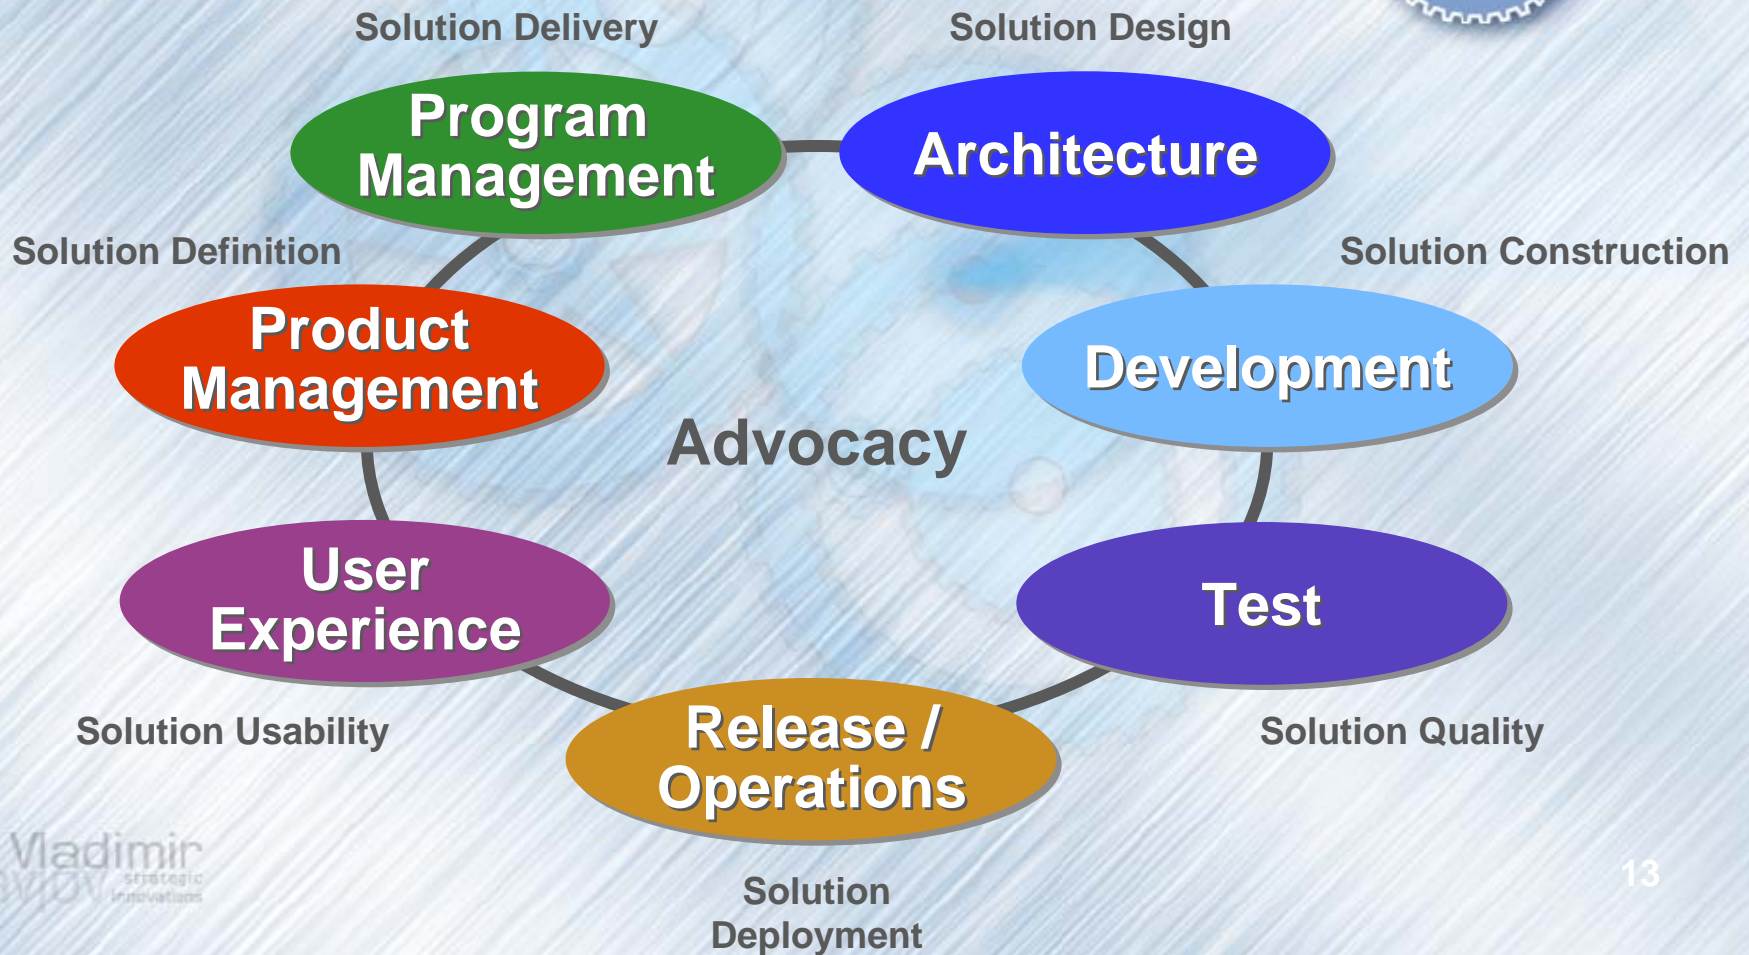 Solution Delivery
Solution Design
Program
Management
Architecture
Solution Definition
Solution Construction
Product
Management
Development
Advocacy
User
Experience
Test
Solution Usability
Release /
Operations
Solution Quality
Vladimir
strategic
innovations
13
Solution
Deployment